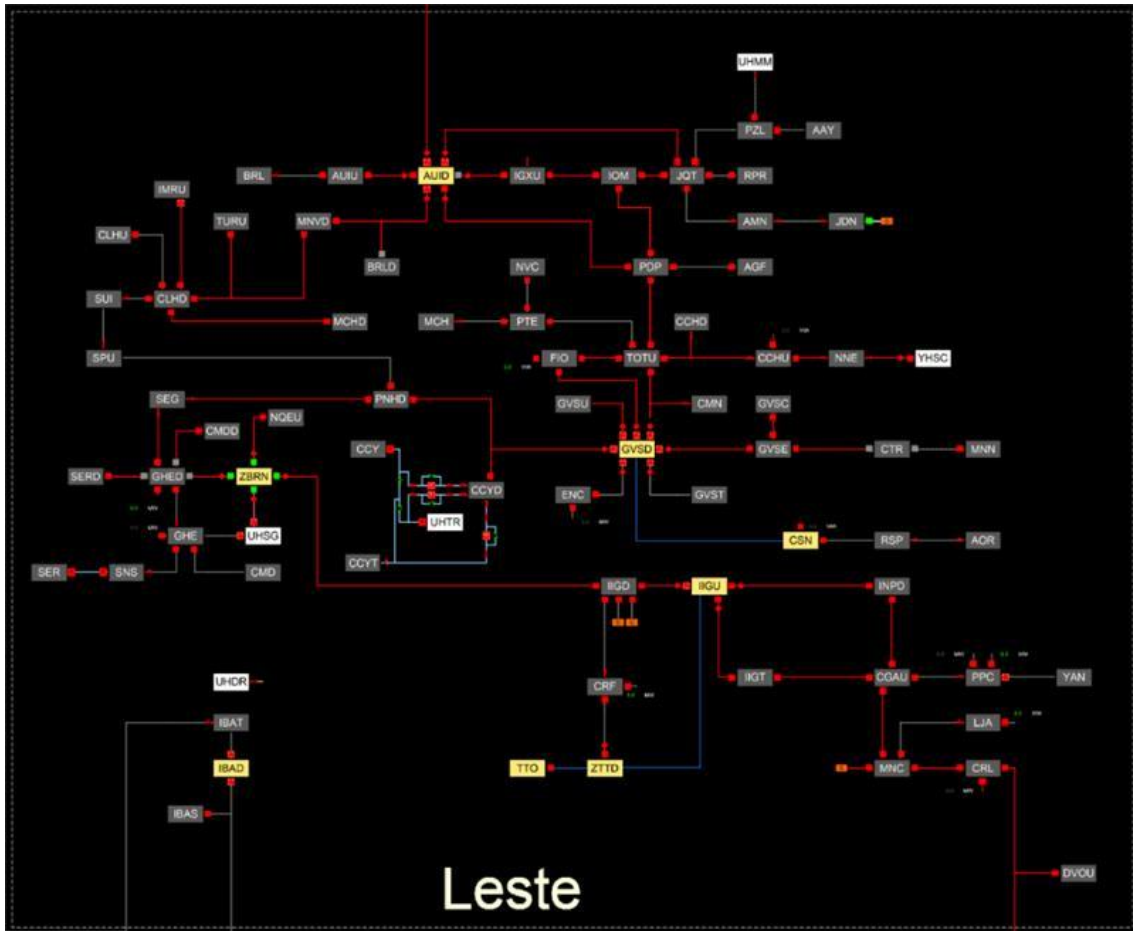 UHMM
PZL AAY
BRL AUIU AUID IGXU IOM JQT RPR
IMRU
TURU MNVD AMN JDN
CLHU
BRLD NVC PDP AGF
SUI CLHD
MCHD MCH PTE CCHD
SPU FIO TOTU CCHU NNE YHSC
SEG PNHD GVSU CMN GVSC
NQEU
CMDD
CCY GVSD GVSE CTR MNN
SERD GHED ZBRN
CCYD ENC GVST
UHTR
GHE UHSG CSN RSP AOR
CCYT
SER SNS CMD
IIGD IIGU INPD
UHDR CRF IIGT CGAU PPC YAN
IBAT LJA
IBAD TTO ZTTD MNC CRL
IBAS
DVOU
Leste